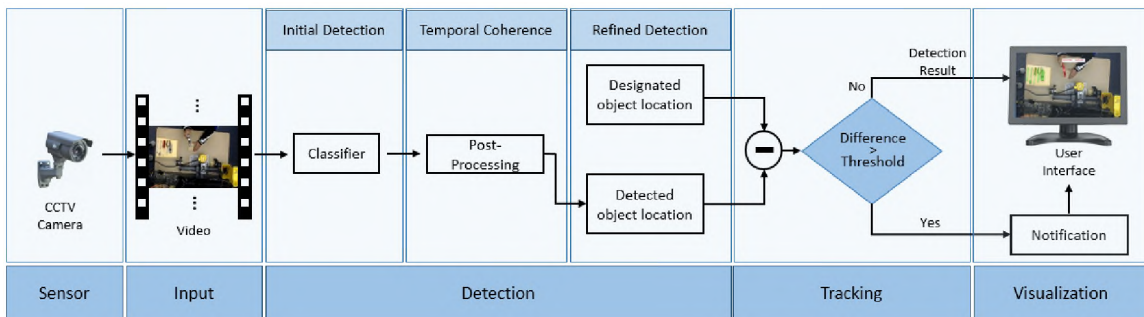 Initial Detection
Temporal Coherence
Refined Detection
CCTV
Camera
...
Video
...
Classifier
Post-
Processing
Designated
object location
Detected
object location
Difference
>
Threshold
No
Detection
Result
Yes
User
Interface
Notification
Sensor
Input
Detection
Tracking
Visualization